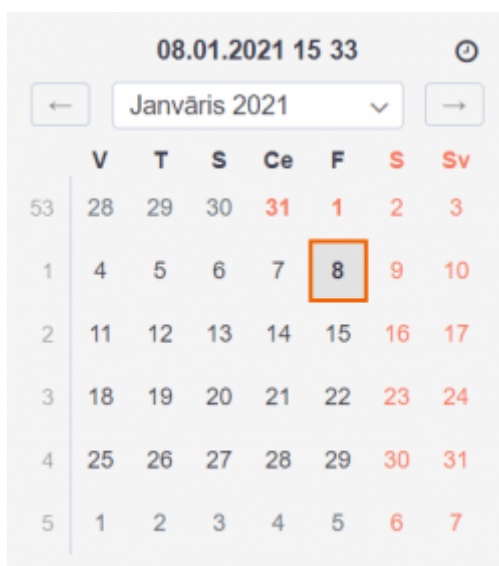 08.01.2021 15 33
← Janvāris 2021 →
V T S Ce F S Sv
53 28 29 30 31 1 2 3
1 4 5 6 7 8 9 10
2 11 12 13 14 15 16 17
3 18 19 20 21 22 23 24
4 25 26 27 28 29 30 31
5 1 2 3 4 5 6 7